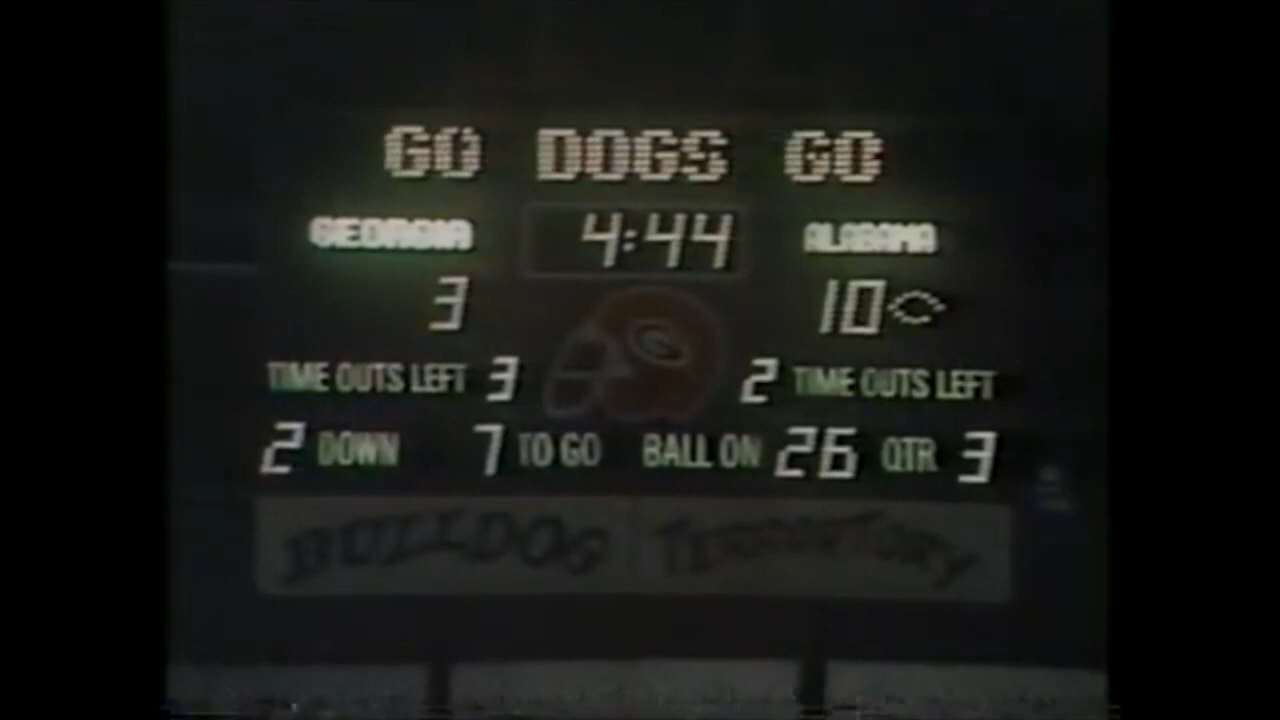 GO DOGS GO
GEORGIA 4:44 ALABAMA
3 10
TIME OUTS LEFT 3 2 TIME OUTS LEFT
2 DOWN 7 TO GO BALL ON 26 QTR 3
BULLDOG TERRITORY